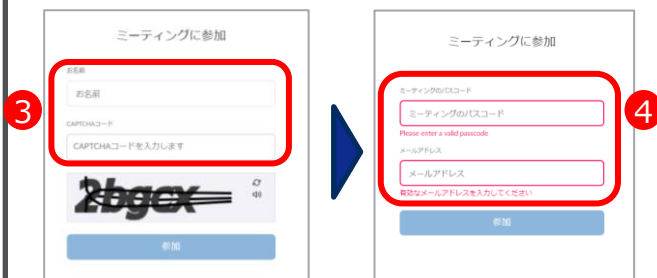 ミーティングに参加
お名前
お名前
CAPTCHAコード
CAPTCHAコードを入力します
2bgcx
参加
3
ミーティングに参加
ミーティングのパスコード
ミーティングのパスコード
Please enter a valid passcode
メールアドレス
メールアドレス
有効なメールアドレスを入力してください
参加
4